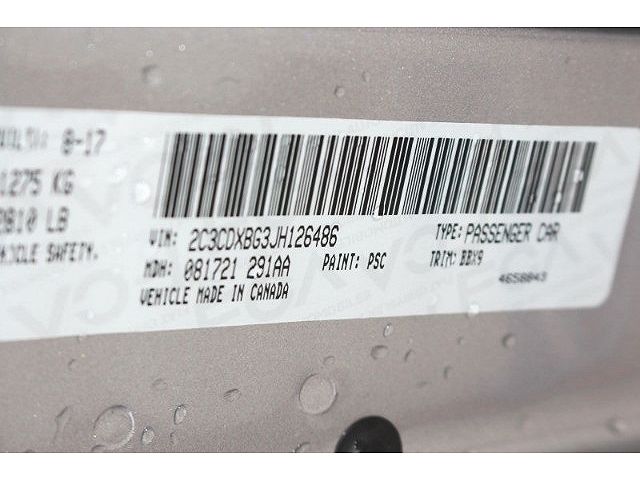 8-17
1275 KG
2810 LB
VEHICLE SAFETY.
VIN: 2C3CDXBG3JH126486
TYPE: PASSENGER CAR
MDH: 081721 291AA
PAINT: PSC
TRIM: BBX9
VEHICLE MADE IN CANADA
4658843